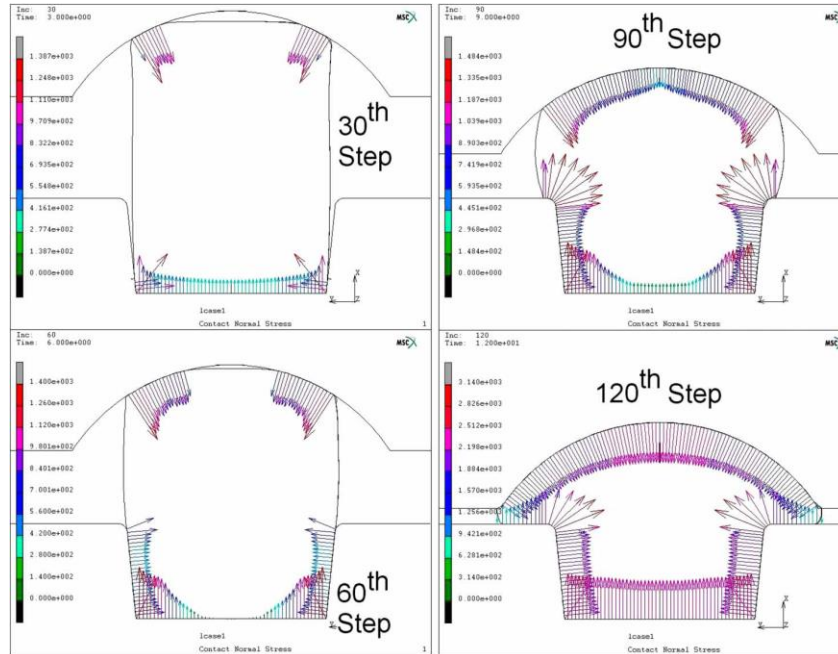 Inc: 30
Time: 3.000e+000
MSC
1.387e+003
1.248e+003
1.110e+003
9.709e+002
8.322e+002
6.935e+002
5.548e+002
4.161e+002
2.774e+002
1.387e+002
0.000e+000
30th
Step
X
Y
Z
lcase1
Contact Normal Stress
1
Inc: 90
Time: 9.000e+000
MSC
90th Step
1.484e+003
1.335e+003
1.187e+003
1.039e+003
8.903e+002
7.419e+002
5.935e+002
4.451e+002
2.968e+002
1.484e+002
0.000e+000
X
Y
Z
lcase1
Contact Normal Stress
1
Inc: 60
Time: 6.000e+000
MSC
1.400e+003
1.260e+003
1.120e+003
9.801e+002
8.401e+002
7.001e+002
5.600e+002
4.200e+002
2.800e+002
1.400e+002
0.000e+000
60th
Step
lcase1
Contact Normal Stress
1
Inc: 120
Time: 1.200e+001
MSC
120th Step
3.140e+003
2.826e+003
2.512e+003
2.198e+003
1.884e+003
1.570e+003
1.256e+003
9.421e+002
6.281e+002
3.140e+002
0.000e+000
X
Y
Z
lcase1
Contact Normal Stress
1